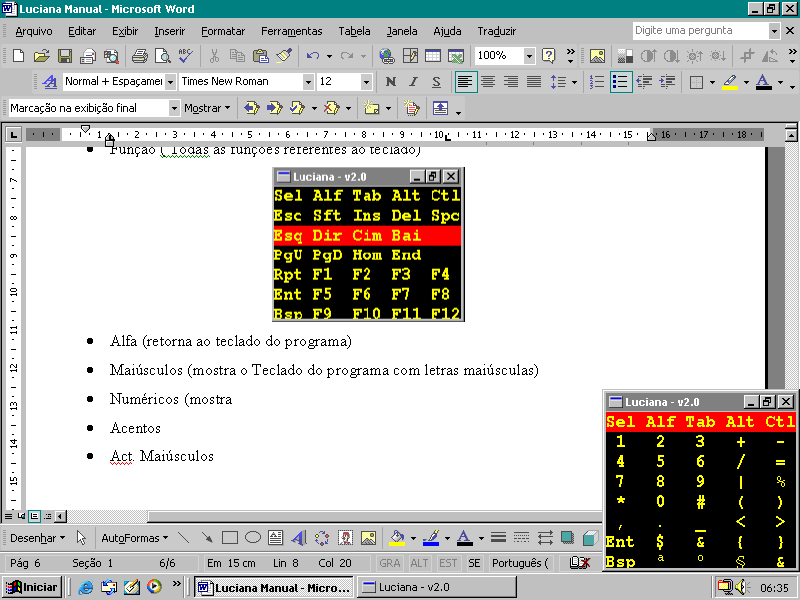 Luciana Manual - Microsoft Word
Arquivo Editar Exibir Inserir Formatar Ferramentas Tabela Janela Ajuda Traduzir Digite uma pergunta
100%
Normal + Espaçamer Times New Roman 12 N I S
Marcação na exibição final Mostrar
1 2 3 4 5 6 7 8 9 10 11 12 13 14 15 16 17 18
Função ( Todas as funções referentes ao teclado)
Luciana - v2.0
Sel Alf Tab Alt Ctl
Esc Sft Ins Del Spc
Esq Dir Cim Bai
PgU PgD Hom End
Rpt F1 F2 F3 F4
Ent F5 F6 F7 F8
Bsp F9 F10 F11 F12
• Alfa (retorna ao teclado do programa)
• Maiúsculos (mostra o Teclado do programa com letras maiúsculas)
• Numéricos (mostra
• Acentos
• Act. Maiúsculos
Luciana - v2.0
Sel Alf Tab Alt Ctl
1 2 3 + -
4 5 6 / =
7 8 9 | %
* 0 # ( )
, . _ < >
Ent $ & { }
Bsp ª º § &
Desenhar AutoFormas
Pág 6 Seção 1 6/6 Em 15 cm Lin 8 Col 20 GRA ALT EST SE Português (
Iniciar Luciana Manual - Micro... Luciana - v2.0 06:35